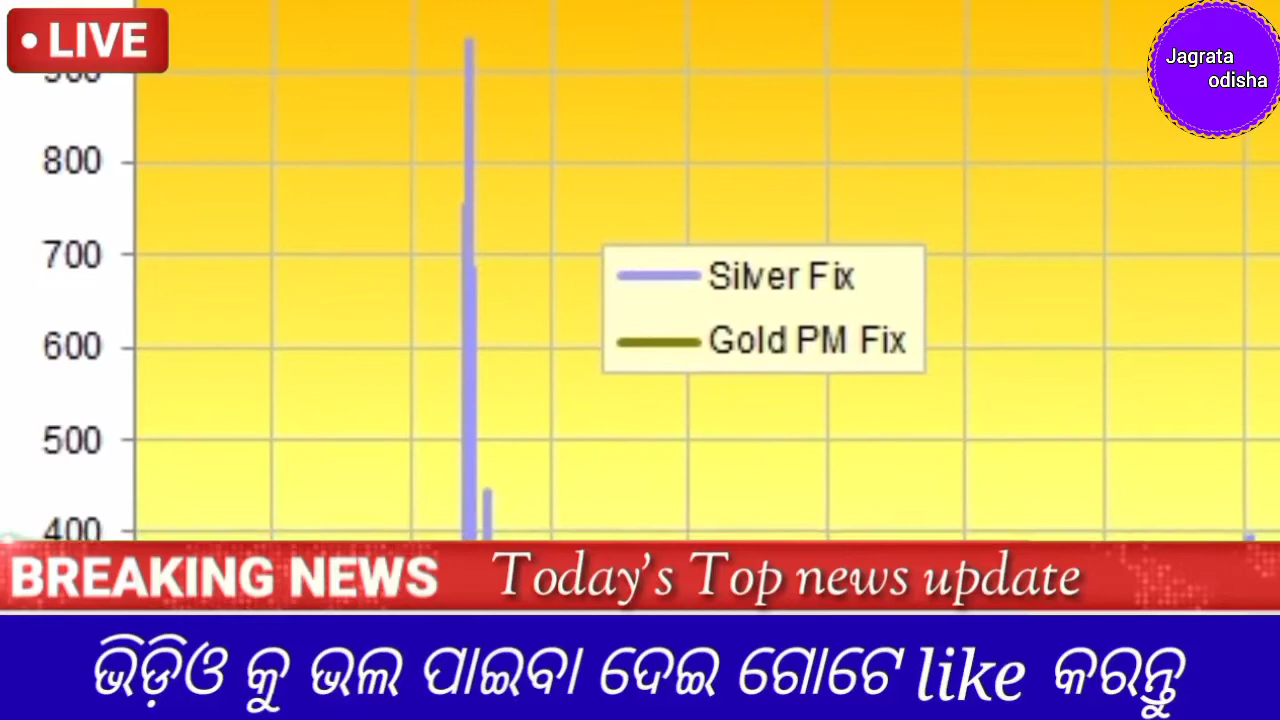 • LIVE
Jagrata
odisha
900
800
700
600
500
400
Silver Fix
Gold PM Fix
BREAKING NEWS
Today's Top news update
ଭିଡ଼ିଓ କୁ ଭଲ ପାଇବା ଦେଇ ଗୋଟେ like କରନ୍ତୁ